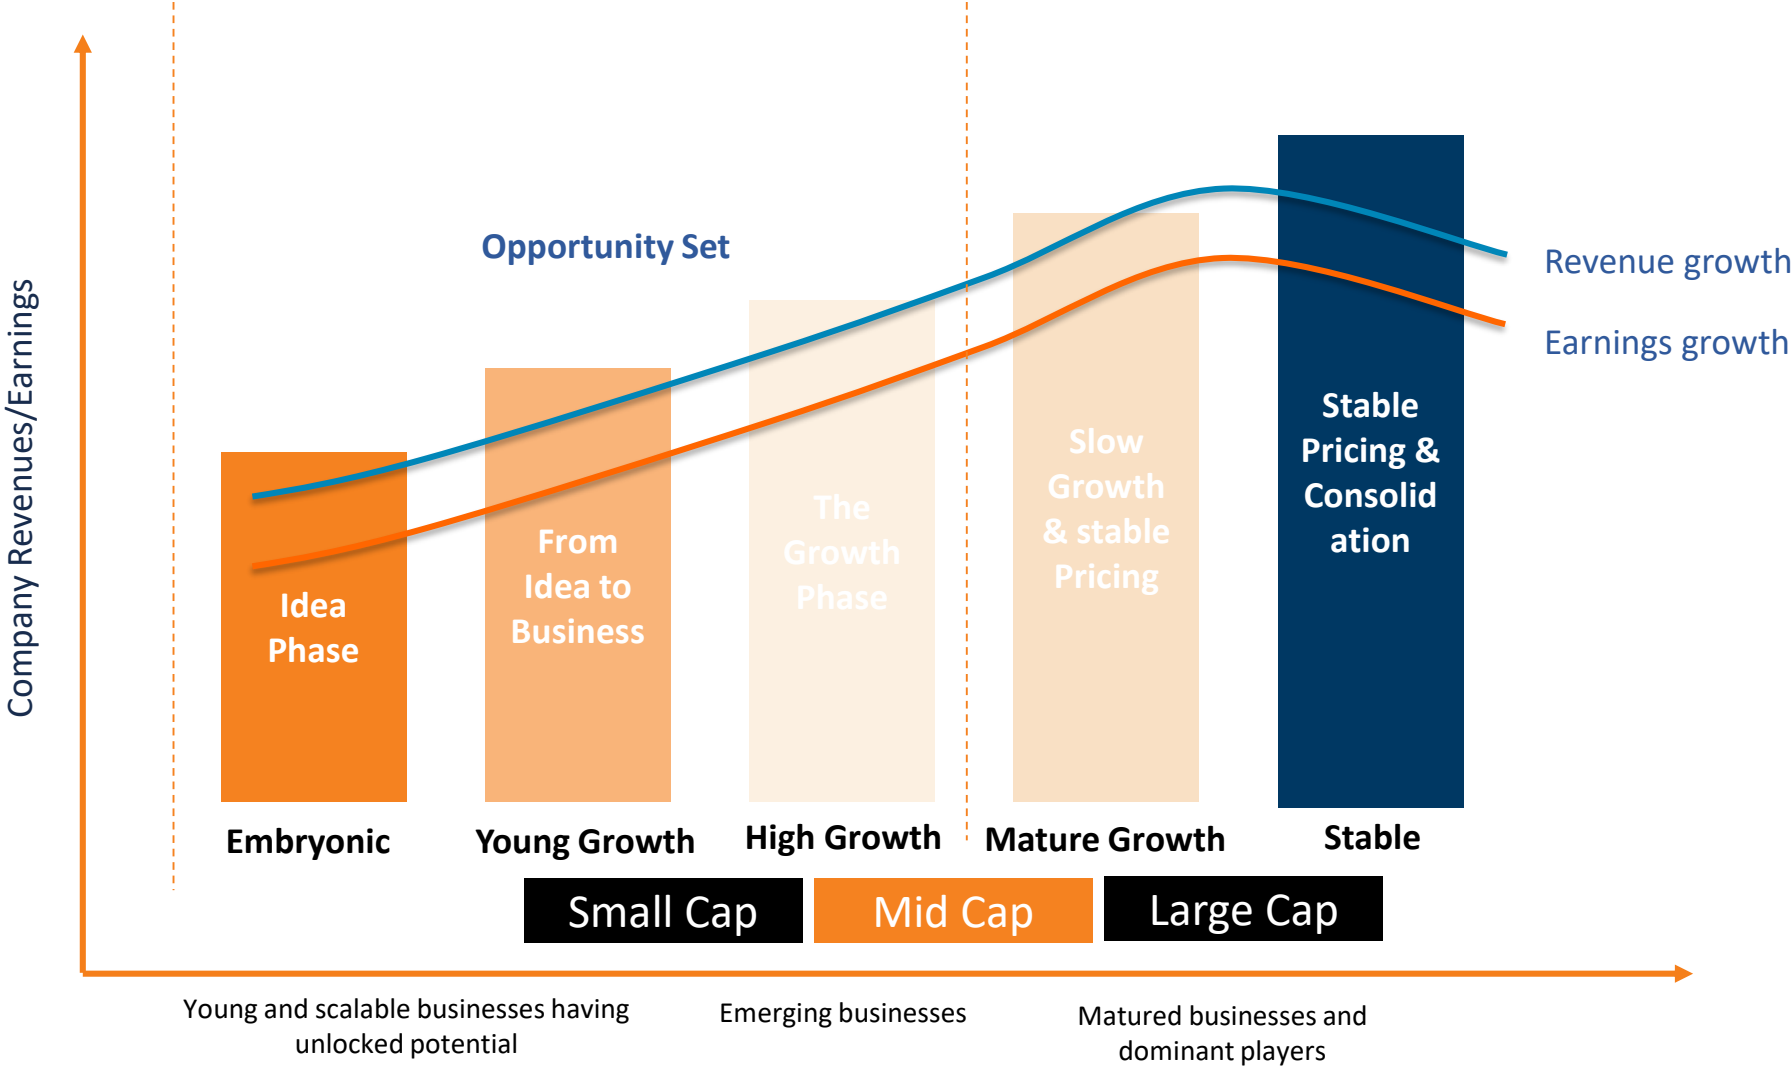 Company Revenues/Earnings
Opportunity Set
Revenue growth
Earnings growth
Idea
Phase
From
Idea to
Business
The
Growth
Phase
Slow
Growth
& stable
Pricing
Stable
Pricing &
Consolid
ation
Embryonic
Young Growth
High Growth
Mature Growth
Stable
Small Cap
Mid Cap
Large Cap
Young and scalable businesses having
unlocked potential
Emerging businesses
Matured businesses and
dominant players